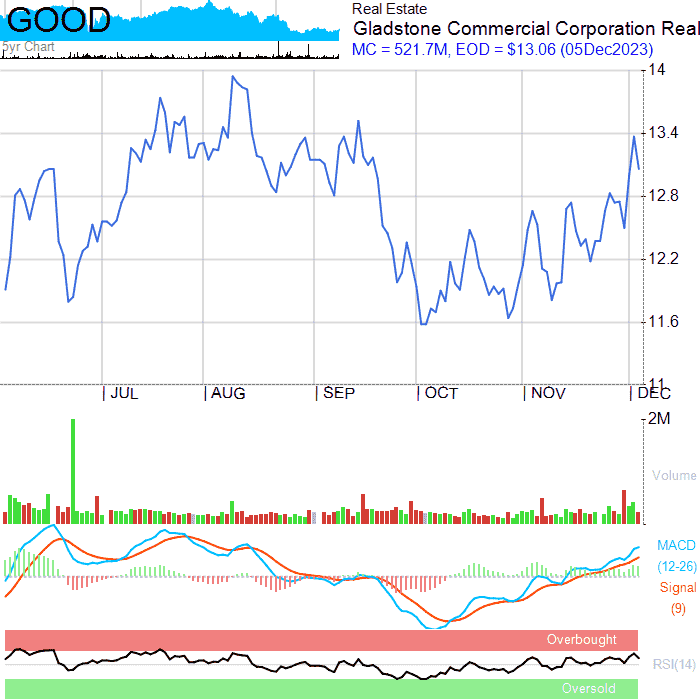 GOOD
5yr Chart
Real Estate
Gladstone Commercial Corporation Real
MC = 521.7M, EOD = $13.06 (05Dec2023)
14
13.4
12.8
12.2
11.6
11
| JUL | AUG | SEP | OCT | NOV | DEC
2M
Volume
MACD
(12-26)
Signal
(9)
Overbought
RSI(14)
Oversold